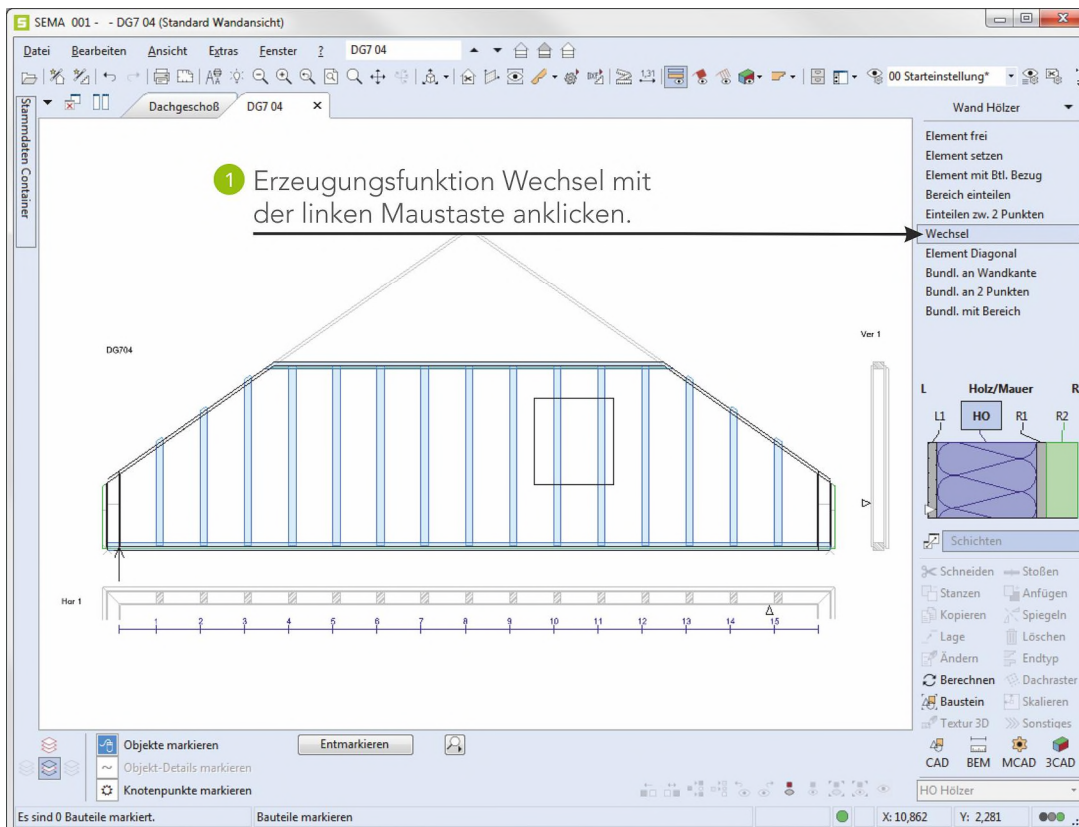 SEMA 001 - - DG7 04 (Standard Wandansicht)
Datei Bearbeiten Ansicht Extras Fenster ? DG7 04
1,31 00 Starteinstellung*
Stammdaten Container
Dachgeschoß DG7 04
Wand Hölzer
Element frei
Element setzen
Element mit Btl. Bezug
Bereich einteilen
Einteilen zw. 2 Punkten
Wechsel
Element Diagonal
Bundl. an Wandkante
Bundl. an 2 Punkten
Bundl. mit Bereich
1 Erzeugungsfunktion Wechsel mit
der linken Maustaste anklicken.
DG704
Ver 1
Hor 1
1 2 3 4 5 6 7 8 9 10 11 12 13 14 15
L Holz/Mauer R
L1 HO R1 R2
Schichten
Schneiden Stoßen
Stanzen Anfügen
Kopieren Spiegeln
Lage Löschen
Ändern Endtyp
Berechnen Dachraster
Baustein Skalieren
Textur 3D Sonstiges
CAD BEM MCAD 3CAD
HO Hölzer
Objekte markieren Entmarkieren
Objekt-Details markieren
Knotenpunkte markieren
Es sind 0 Bauteile markiert. Bauteile markieren X: 10,862 Y: 2,281